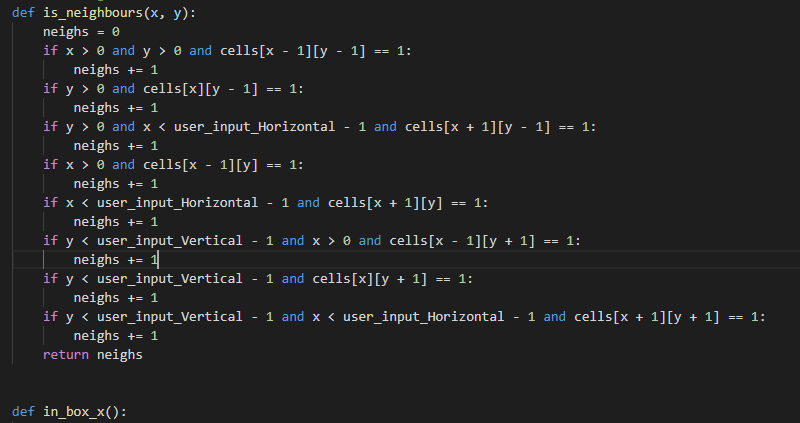 def is_neighbours(x, y):
    neighs = 0
    if x > 0 and y > 0 and cells[x - 1][y - 1] == 1:
        neighs += 1
    if y > 0 and cells[x][y - 1] == 1:
        neighs += 1
    if y > 0 and x < user_input_Horizontal - 1 and cells[x + 1][y - 1] == 1:
        neighs += 1
    if x > 0 and cells[x - 1][y] == 1:
        neighs += 1
    if x < user_input_Horizontal - 1 and cells[x + 1][y] == 1:
        neighs += 1
    if y < user_input_Vertical - 1 and x > 0 and cells[x - 1][y + 1] == 1:
        neighs += 1
    if y < user_input_Vertical - 1 and cells[x][y + 1] == 1:
        neighs += 1
    if y < user_input_Vertical - 1 and x < user_input_Horizontal - 1 and cells[x + 1][y + 1] == 1:
        neighs += 1
    return neighs
def in_box_x():